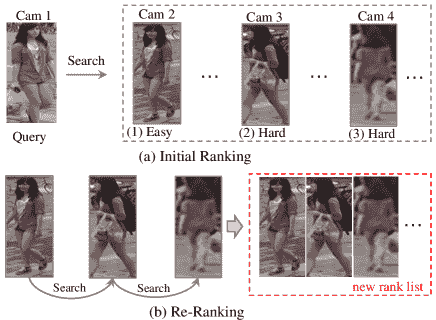 Cam 1
Cam 2
Cam 3
Cam 4
Search
...
...
...
Query
(1) Easy
(2) Hard
(3) Hard
(a) Initial Ranking
Search
Search
...
new rank list
(b) Re-Ranking